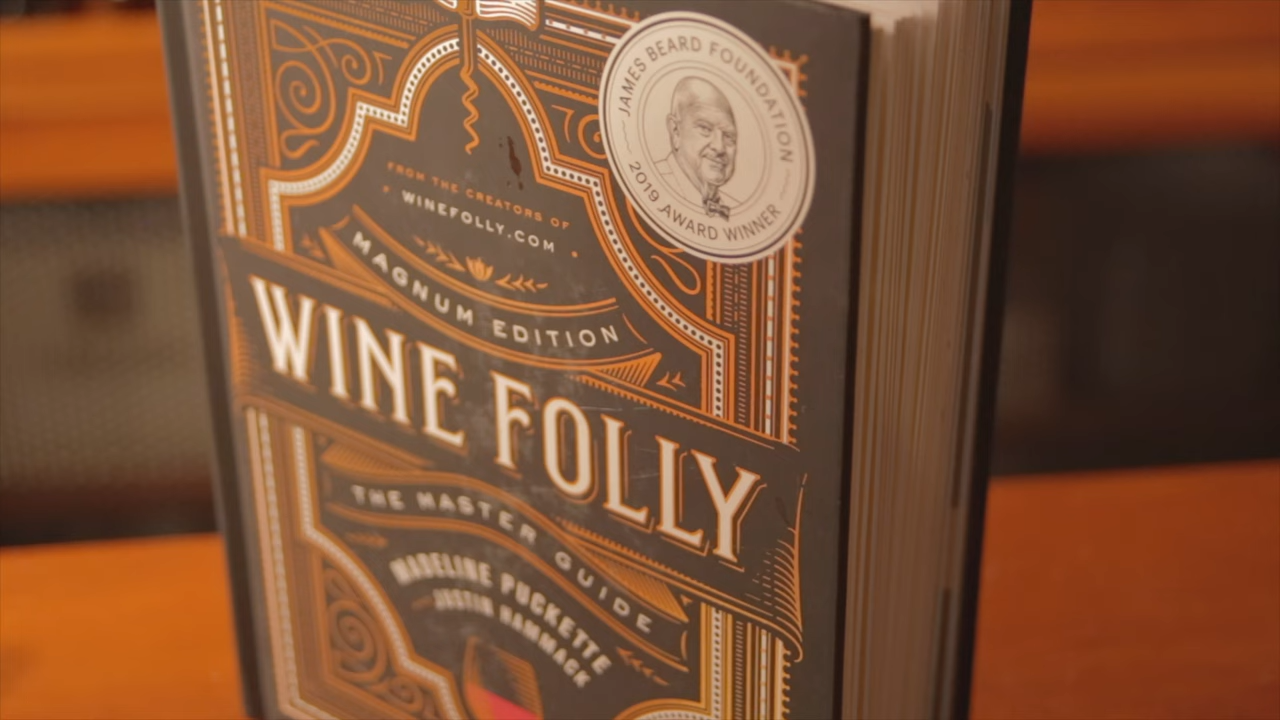 JAMES BEARD FOUNDATION
2019 AWARD WINNER
FROM THE CREATORS OF
WINEFOLLY.COM
MAGNUM EDITION
WINE FOLLY
THE MASTER GUIDE
MADELINE PUCKETTE
JUSTIN HAMMACK